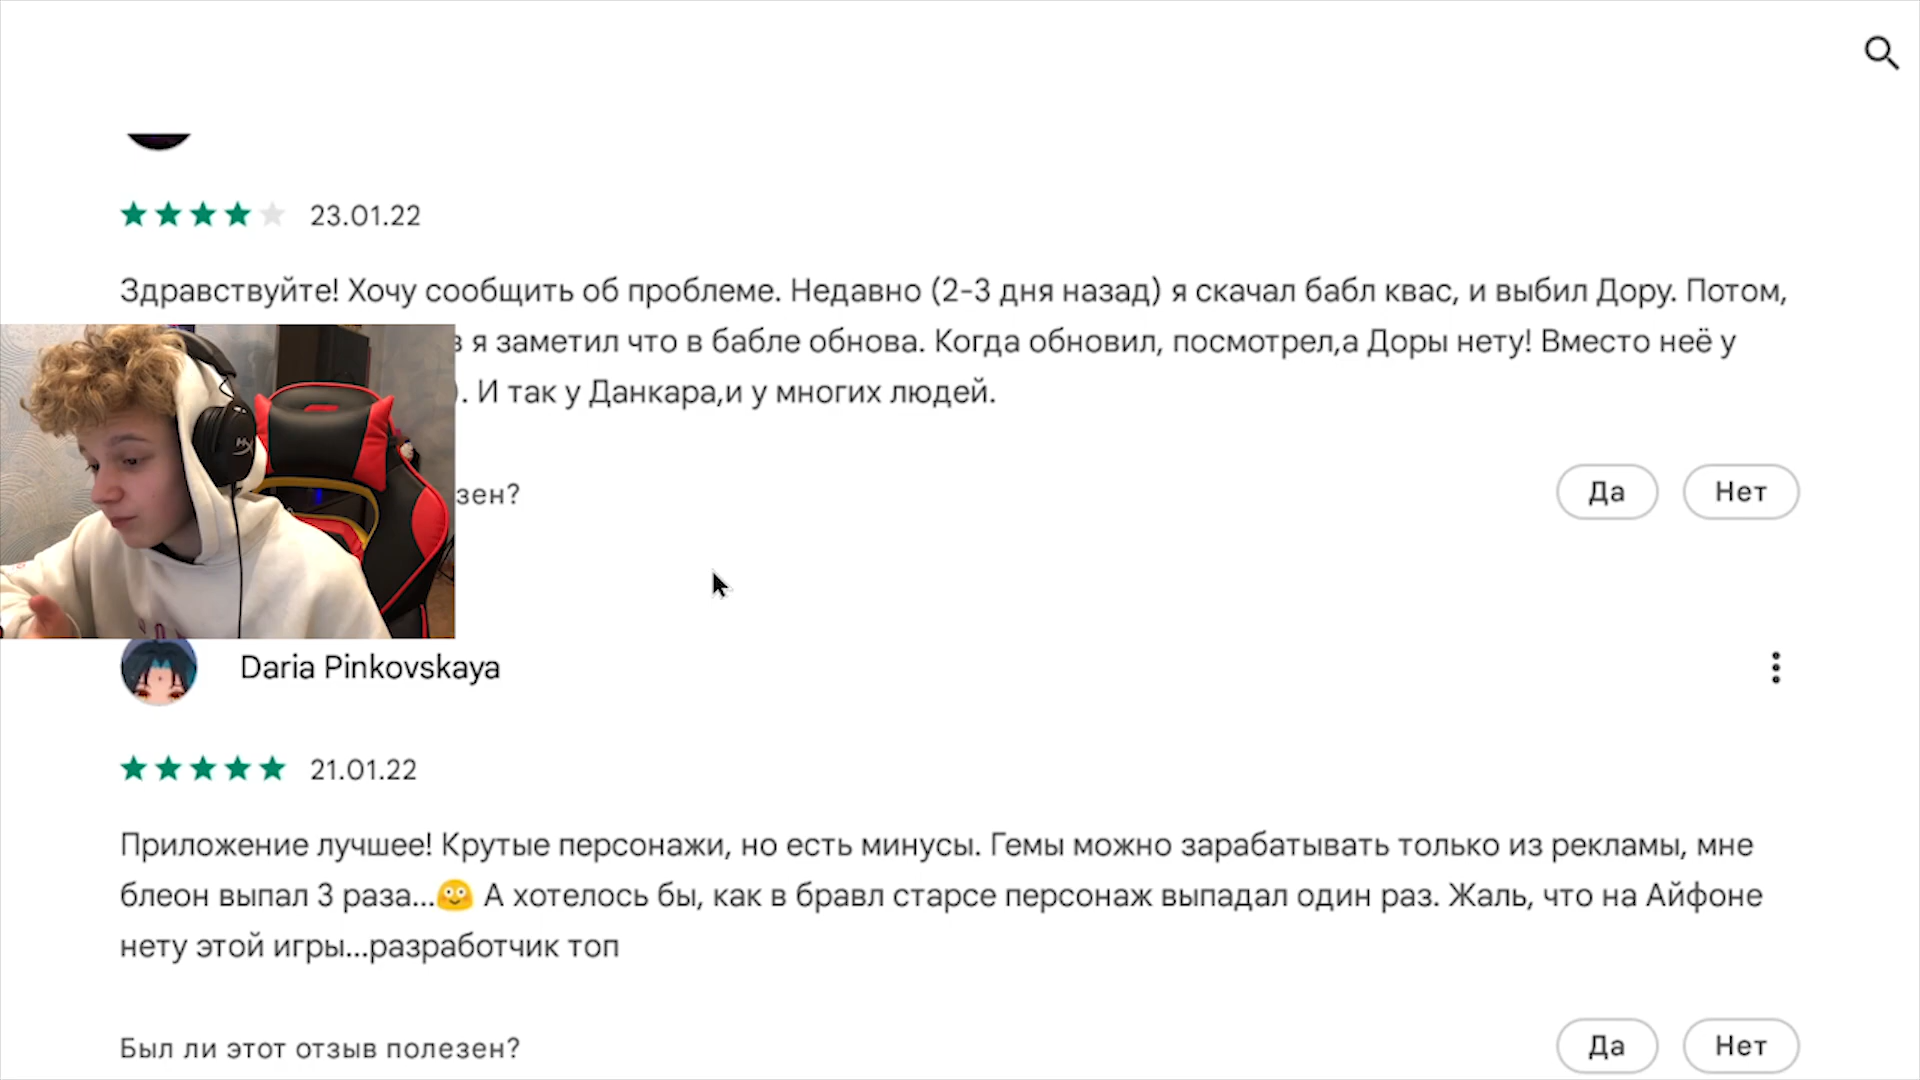 23.01.22
Здравствуйте! Хочу сообщить об проблеме. Недавно (2-3 дня назад) я скачал бабл квас, и выбил Дору. Потом,
я заметил что в бабле обнова. Когда обновил, посмотрел,а Доры нету! Вместо неё у
). И так у Данкара,и у многих людей.
зен?
Да Нет
Daria Pinkovskaya
21.01.22
Приложение лучшее! Крутые персонажи, но есть минусы. Гемы можно зарабатывать только из рекламы, мне
блеон выпал 3 раза... А хотелось бы, как в бравл старсе персонаж выпадал один раз. Жаль, что на Айфоне
нету этой игры...разработчик топ
Был ли этот отзыв полезен?
Да Нет